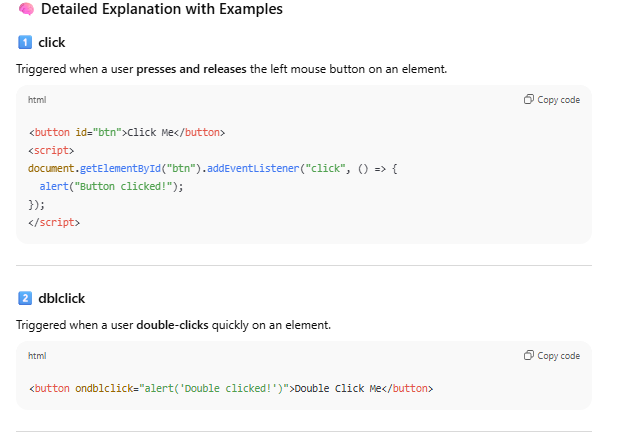 🧠 Detailed Explanation with Examples
1️⃣ click
Triggered when a user presses and releases the left mouse button on an element.
html
Copy code
<button id="btn">Click Me</button>
<script>
document.getElementById("btn").addEventListener("click", () => {
  alert("Button clicked!");
});
</script>
2️⃣ dblclick
Triggered when a user double-clicks quickly on an element.
html
Copy code
<button ondblclick="alert('Double clicked!')">Double Click Me</button>